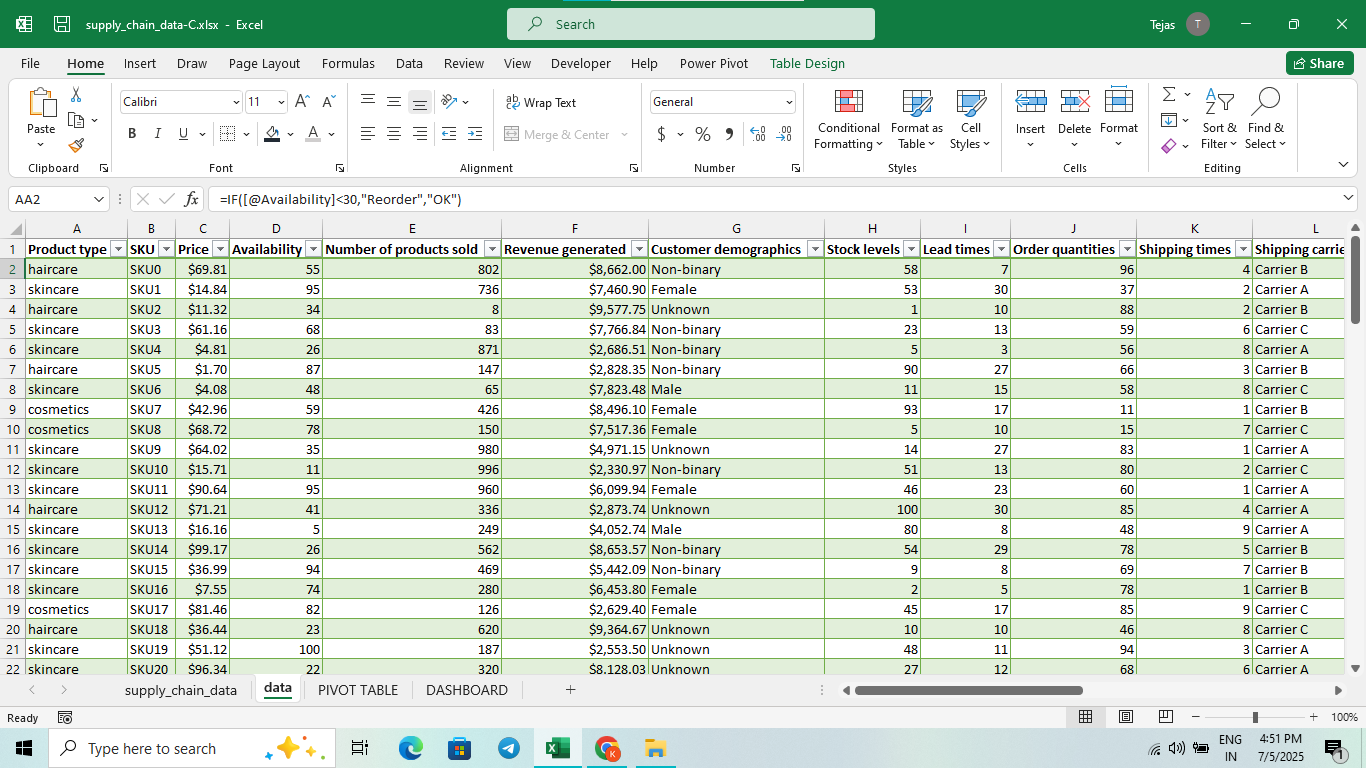 supply_chain_data-C.xlsx - Excel
Search
Tejas T
File Home Insert Draw Page Layout Formulas Data Review View Developer Help Power Pivot Table Design
Share
Paste
Calibri 11 A A
B I U A
Clipboard
Font
ab Wrap Text
Merge & Center
Alignment
General
$ % 9 .00 .00
Number
Conditional Formatting
Format as Table
Cell Styles
Styles
Insert Delete Format
Cells
Sort & Filter
Find & Select
Editing
AA2 fx =IF([@Availability]<30,"Reorder","OK")
A B C D E F G H I J K L
1 Product type SKU Price Availability Number of products sold Revenue generated Customer demographics Stock levels Lead times Order quantities Shipping times Shipping carrie
2 haircare SKU0 $69.81 55 802 $8,662.00 Non-binary 58 7 96 4 Carrier B
3 skincare SKU1 $14.84 95 736 $7,460.90 Female 53 30 37 2 Carrier A
4 haircare SKU2 $11.32 34 8 $9,577.75 Unknown 1 10 88 2 Carrier B
5 skincare SKU3 $61.16 68 83 $7,766.84 Non-binary 23 13 59 6 Carrier C
6 skincare SKU4 $4.81 26 871 $2,686.51 Non-binary 5 3 56 8 Carrier A
7 haircare SKU5 $1.70 87 147 $2,828.35 Non-binary 90 27 66 3 Carrier B
8 skincare SKU6 $4.08 48 65 $7,823.48 Male 11 15 58 8 Carrier C
9 cosmetics SKU7 $42.96 59 426 $8,496.10 Female 93 17 11 1 Carrier B
10 cosmetics SKU8 $68.72 78 150 $7,517.36 Female 5 10 15 7 Carrier C
11 skincare SKU9 $64.02 35 980 $4,971.15 Unknown 14 27 83 1 Carrier A
12 skincare SKU10 $15.71 11 996 $2,330.97 Non-binary 51 13 80 2 Carrier C
13 skincare SKU11 $90.64 95 960 $6,099.94 Female 46 23 60 1 Carrier A
14 haircare SKU12 $71.21 41 336 $2,873.74 Unknown 100 30 85 4 Carrier A
15 skincare SKU13 $16.16 5 249 $4,052.74 Male 80 8 48 9 Carrier A
16 skincare SKU14 $99.17 26 562 $8,653.57 Non-binary 54 29 78 5 Carrier B
17 skincare SKU15 $36.99 94 469 $5,442.09 Non-binary 9 8 69 7 Carrier B
18 skincare SKU16 $7.55 74 280 $6,453.80 Female 2 5 78 1 Carrier B
19 cosmetics SKU17 $81.46 82 126 $2,629.40 Female 45 17 85 9 Carrier C
20 haircare SKU18 $36.44 23 620 $9,364.67 Unknown 10 10 46 8 Carrier C
21 skincare SKU19 $51.12 100 187 $2,553.50 Unknown 48 11 94 3 Carrier A
22 skincare SKU20 $96.34 22 320 $8,128.03 Unknown 27 12 68 6 Carrier A
supply_chain_data data PIVOT TABLE DASHBOARD
Ready
100%
Type here to search
K
ENG
IN
4:51 PM
7/5/2025
1